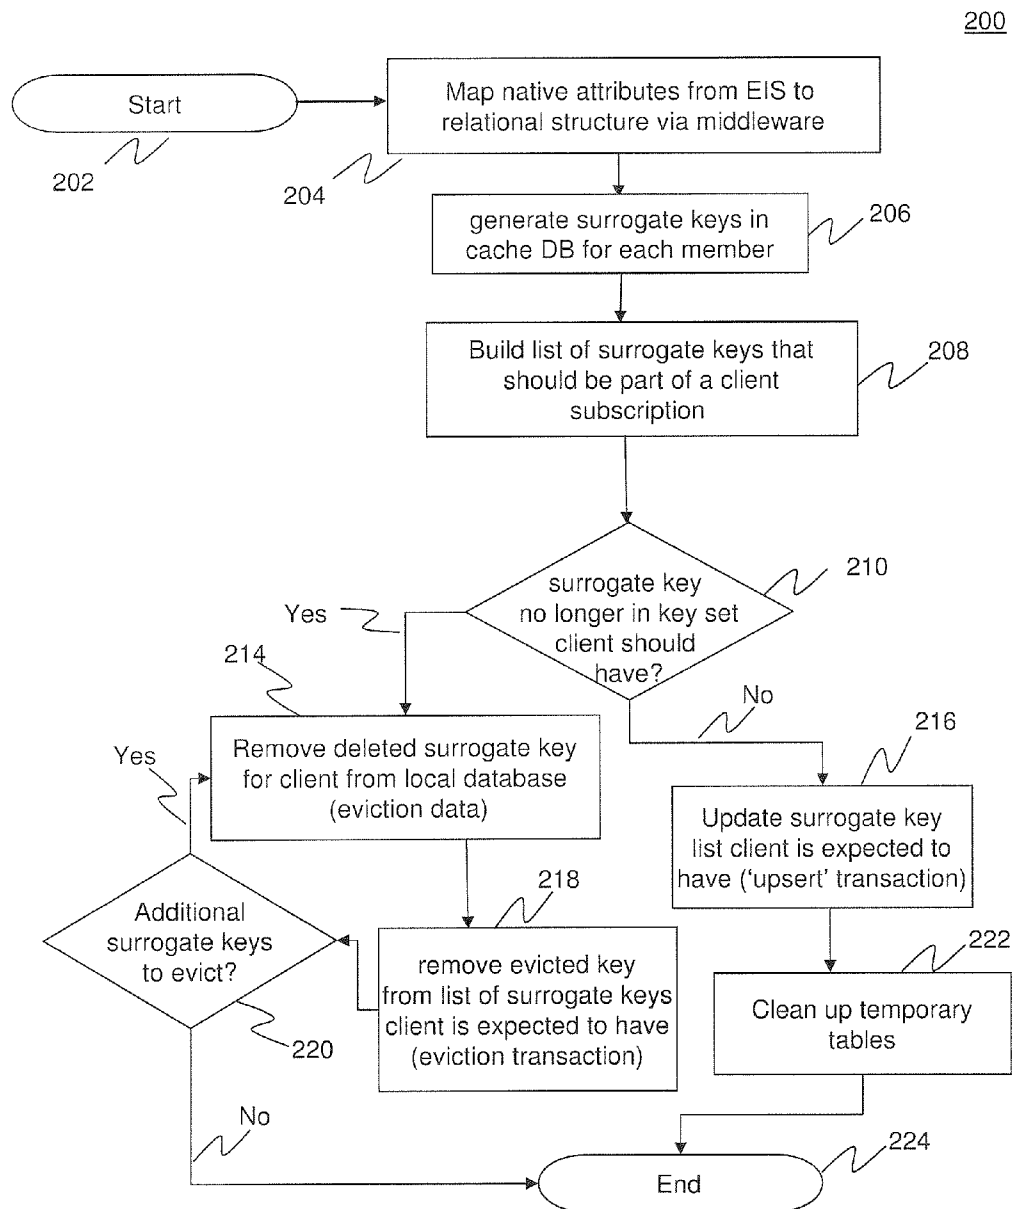 200
Start
202
Map native attributes from EIS to
relational structure via middleware
204
generate surrogate keys in
cache DB for each member
206
Build list of surrogate keys that
should be part of a client
subscription
208
surrogate key
no longer in key set
client should
have?
210
Yes
No
214
Remove deleted surrogate key
for client from local database
(eviction data)
216
Update surrogate key
list client is expected to
have (‘upsert’ transaction)
Yes
218
remove evicted key
from list of surrogate keys
client is expected to have
(eviction transaction)
Additional
surrogate keys
to evict?
220
222
Clean up temporary
tables
No
224
End